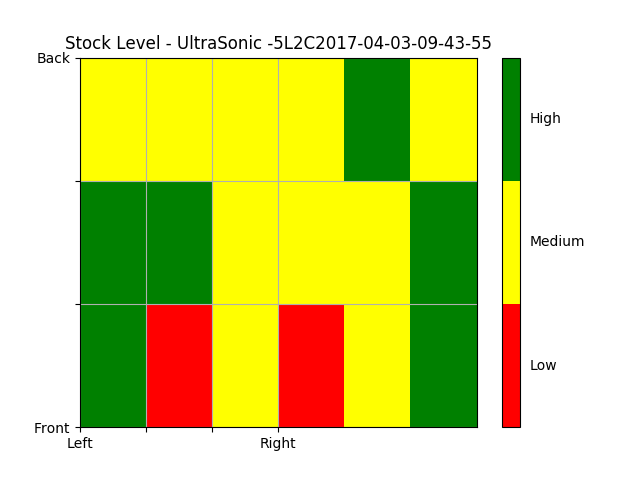 Stock Level - UltraSonic -5L2C2017-04-03-09-43-55
Back
High
Medium
Low
Front
Left
Right